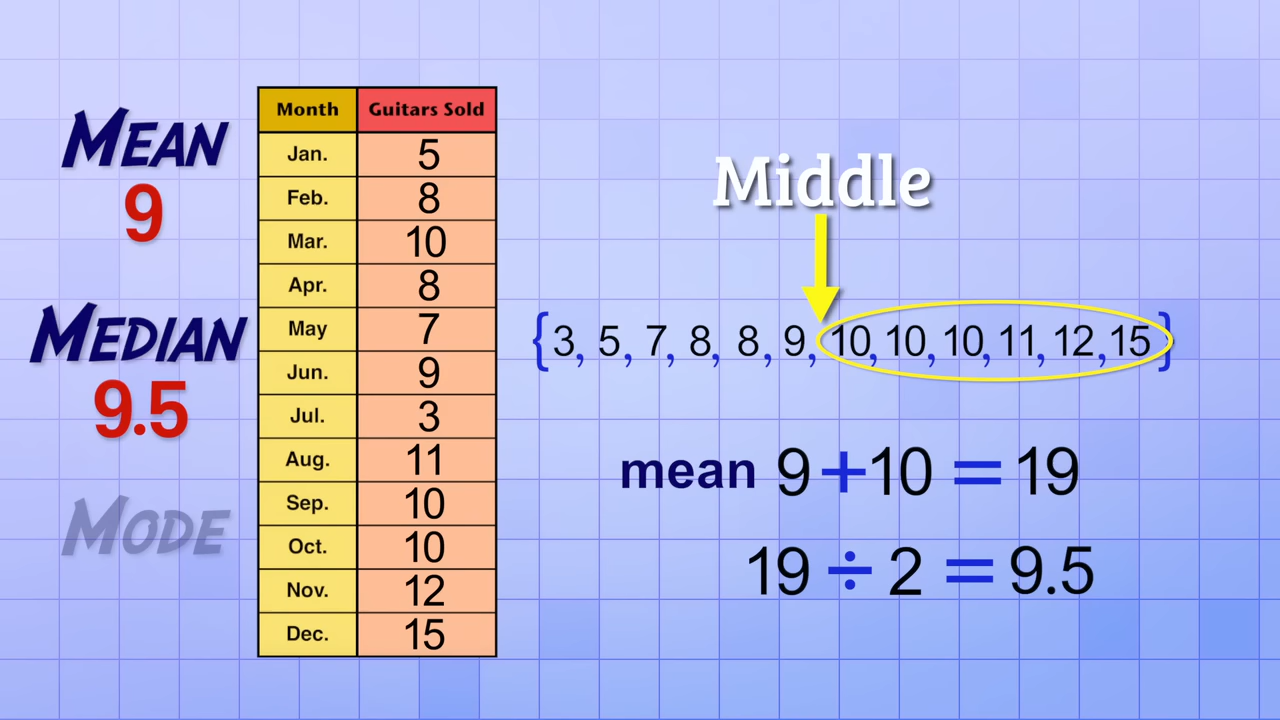 MEAN
9
MEDIAN
9.5
MODE
Month Guitars Sold
Jan. 5
Feb. 8
Mar. 10
Apr. 8
May 7
Jun. 9
Jul. 3
Aug. 11
Sep. 10
Oct. 10
Nov. 12
Dec. 15
Middle
{3, 5, 7, 8, 8, 9, 10, 10, 10, 11, 12, 15}
mean 9 + 10 = 19
19 ÷ 2 = 9.5